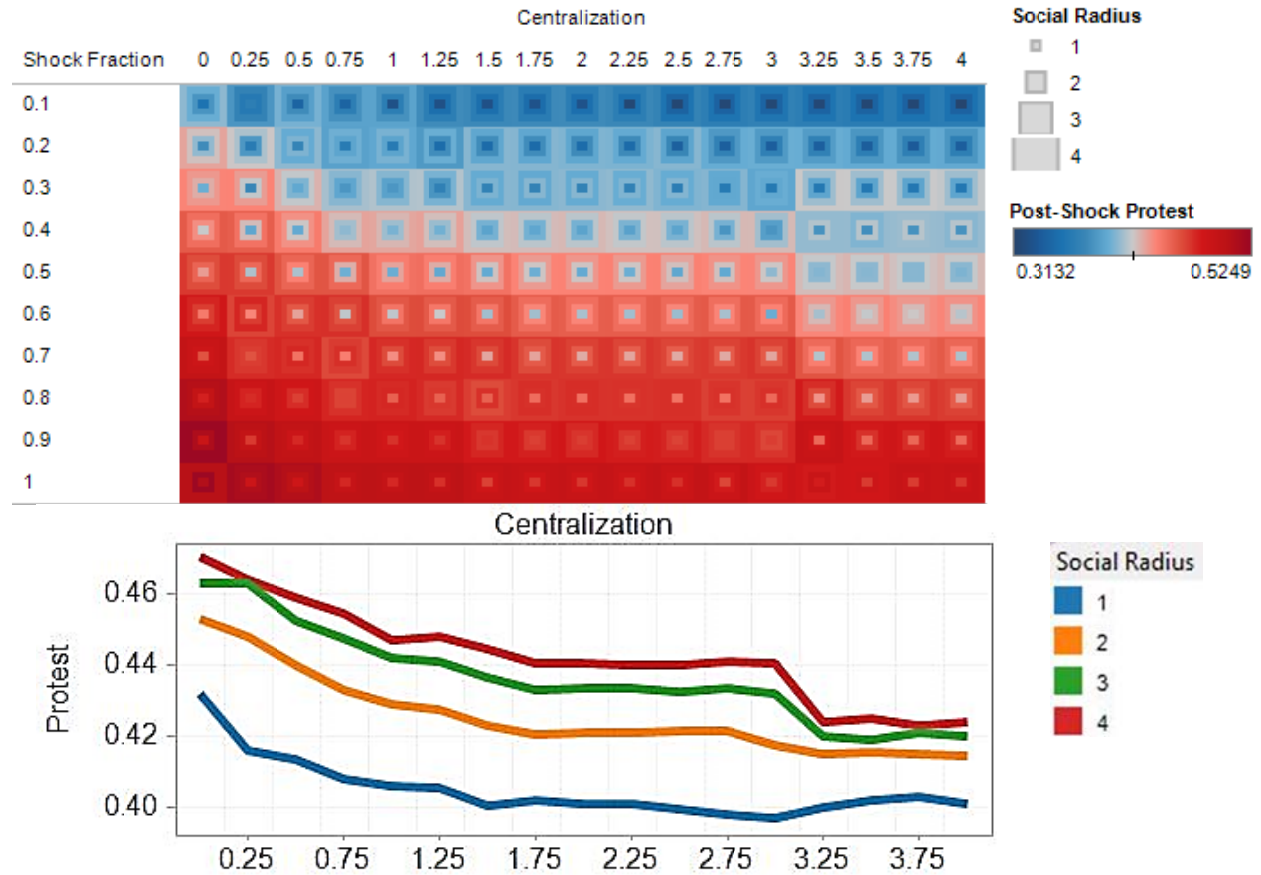 Centralization
Shock Fraction 0 0.25 0.5 0.75 1 1.25 1.5 1.75 2 2.25 2.5 2.75 3 3.25 3.5 3.75 4
0.1
0.2
0.3
0.4
0.5
0.6
0.7
0.8
0.9
1
Social Radius
1
2
3
4
Post-Shock Protest
0.3132 0.5249
Centralization
Protest
0.46
0.44
0.42
0.40
0.25 0.75 1.25 1.75 2.25 2.75 3.25 3.75
Social Radius
1
2
3
4